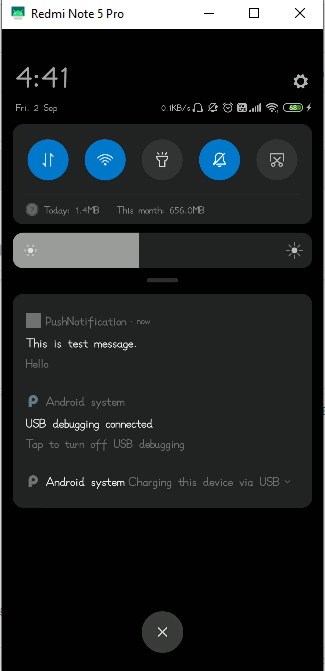 Redmi Note 5 Pro
4:41
Fri, 2 Sep
0.1KB/s
68
Today: 1.4MB This month: 656.0MB
PushNotification · now
This is test message.
Hello
Android system
USB debugging connected
Tap to turn off USB debugging
Android system Charging this device via USB